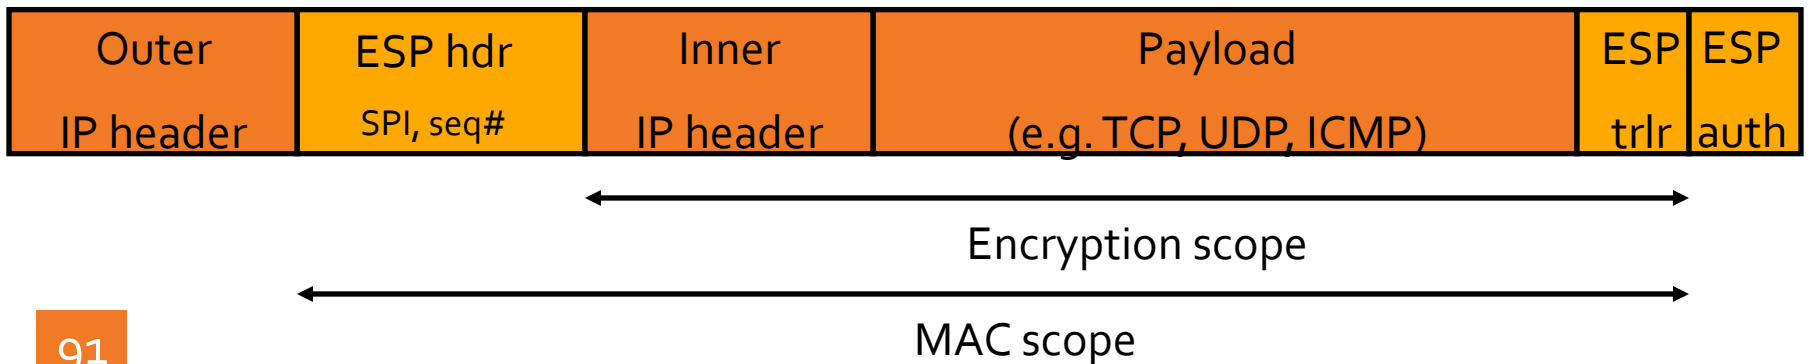 Outer
IP header
ESP hdr
SPI, seq#
Inner
IP header
Payload
(e.g. TCP, UDP, ICMP)
ESP
trlr
ESP
auth
Encryption scope
MAC scope
91